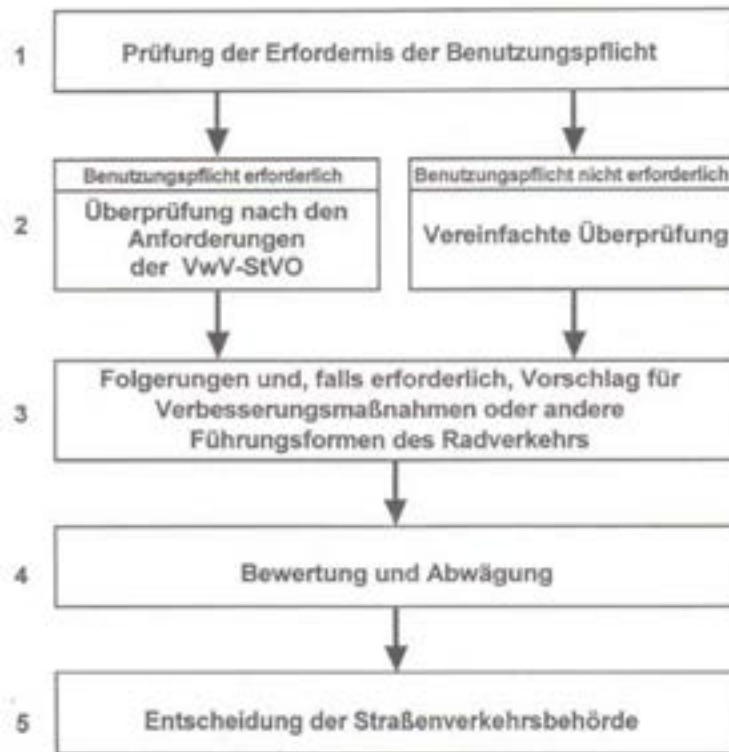 1
Prüfung der Erfordernis der Benutzungspflicht
Benutzungspflicht erforderlich
Benutzungspflicht nicht erforderlich
2
Überprüfung nach den
Anforderungen
der VwV-StVO
Vereinfachte Überprüfung
3
Folgerungen und, falls erforderlich, Vorschlag für
Verbesserungsmaßnahmen oder andere
Führungsformen des Radverkehrs
4
Bewertung und Abwägung
5
Entscheidung der Straßenverkehrsbehörde